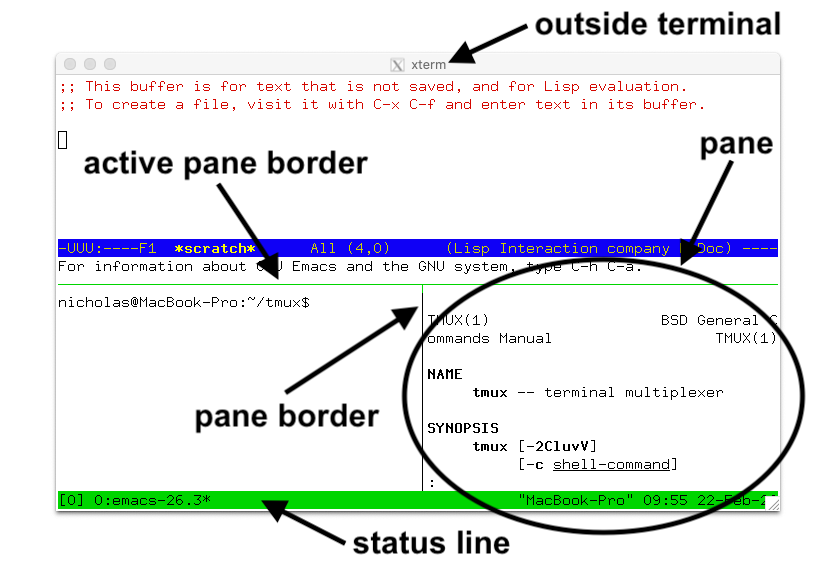 outside terminal
xterm
;; This buffer is for text that is not saved, and for Lisp evaluation.
;; To create a file, visit it with C-x C-f and enter text in its buffer.
pane
active pane border
-UUU:----F1 *scratch* All (4,0) (Lisp Interaction company Doc) ----
For information about GNU Emacs and the GNU system, type C-h C-a.
nicholas@MacBook-Pro:~/tmux$
TMUX(1) BSD General C
ommands Manual TMUX(1)
NAME
tmux -- terminal multiplexer
pane border
SYNOPSIS
tmux [-2CluvV]
[-c shell-command]
:
[0] 0:emacs-26.3* "MacBook-Pro" 09:55 22-Feb-2
status line